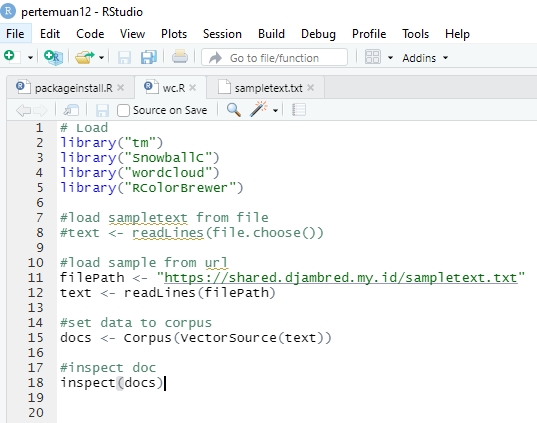 pertemuan12 - RStudio
File Edit Code View Plots Session Build Debug Profile Tools Help
Go to file/function Addins
packageinstall.R wc.R sampletext.txt
Source on Save
1 # Load
2 library("tm")
3 library("SnowballC")
4 library("wordcloud")
5 library("RColorBrewer")
6
7 #load sampletext from file
8 #text <- readLines(file.choose())
9
10 #load sample from url
11 filePath <- "https://shared.djambred.my.id/sampletext.txt"
12 text <- readLines(filePath)
13
14 #set data to corpus
15 docs <- Corpus(VectorSource(text))
16
17 #inspect doc
18 inspect(docs)
19
20